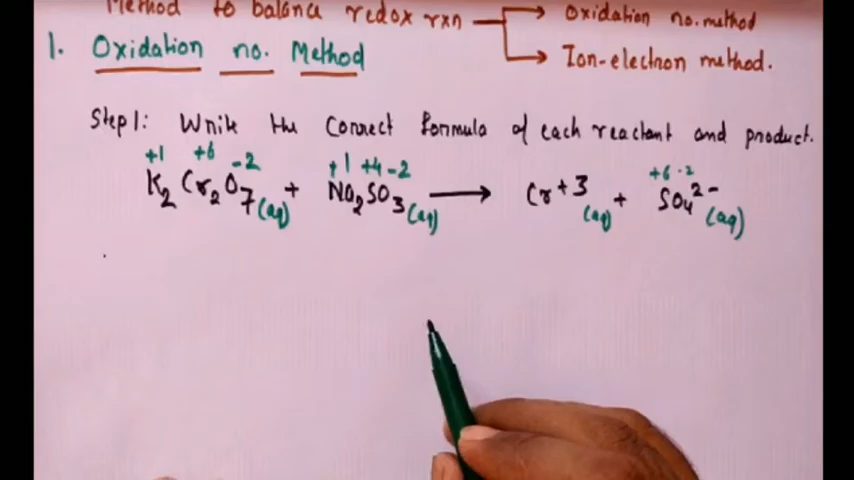 Method to balance redox rxn → Oxidation no. method
→ Ion-electron method.
1. Oxidation no. Method
Step 1: Write the Correct formula of each reactant and product.
+1 +6 -2 +1 +4 -2 +6 -2
K₂Cr₂O₇(aq) + Na₂SO₃(aq) → Cr+3(aq) + SO₄²⁻(aq)